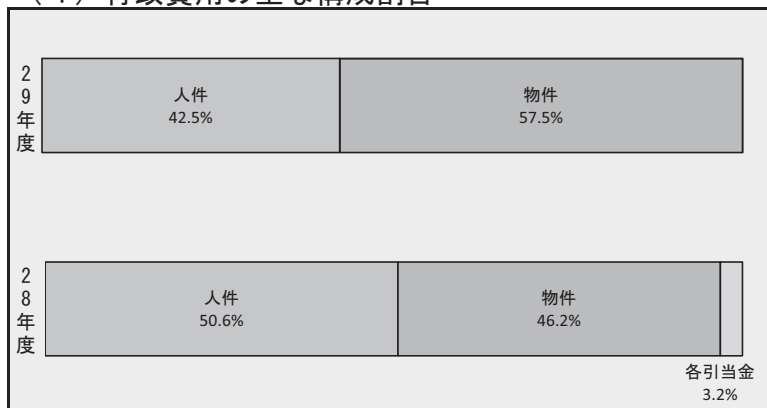 29年度
人件
42.5%
物件
57.5%
28年度
人件
50.6%
物件
46.2%
各引当金
3.2%